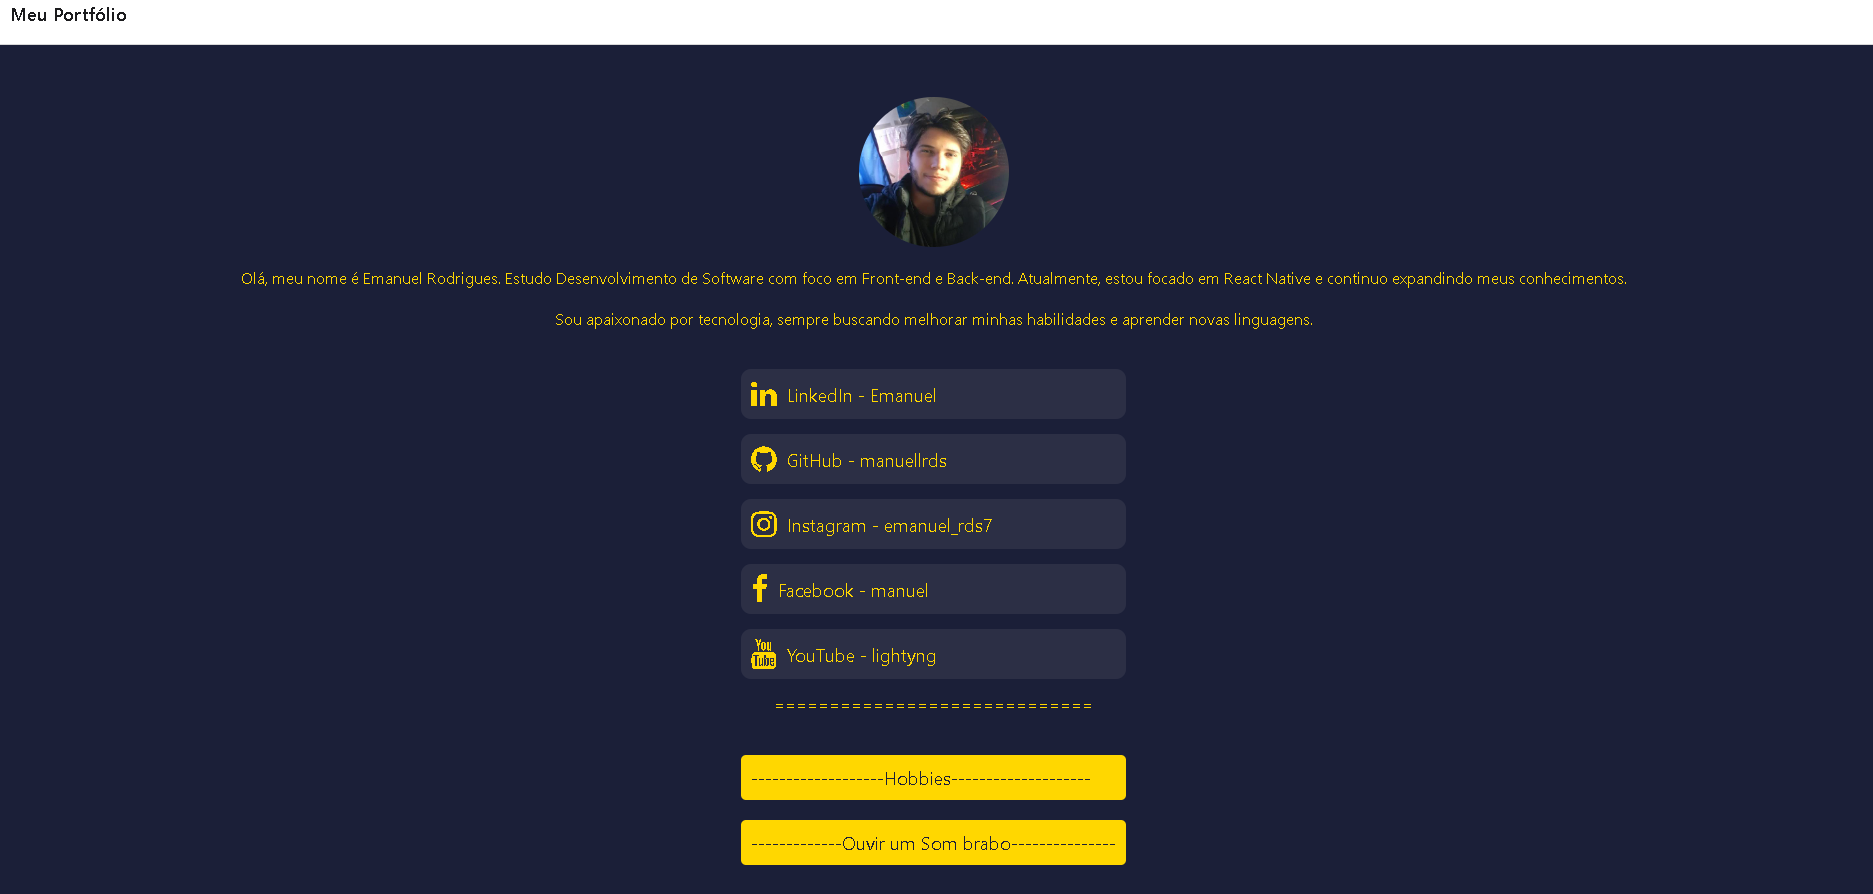 Meu Portfólio
Olá, meu nome é Emanuel Rodrigues. Estudo Desenvolvimento de Software com foco em Front-end e Back-end. Atualmente, estou focado em React Native e continuo expandindo meus conhecimentos.
Sou apaixonado por tecnologia, sempre buscando melhorar minhas habilidades e aprender novas linguagens.
in LinkedIn - Emanuel
GitHub - manuellrds
Instagram - emanuel_rds7
f Facebook - manuel
You Tube YouTube - lightyng
=============================
-------------------Hobbies--------------------
-------------Ouvir um Som brabo---------------